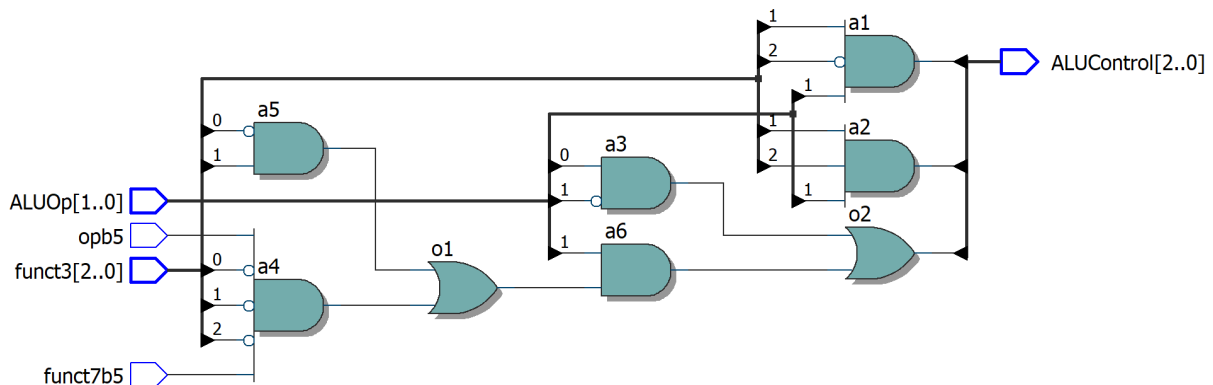 1
a1
2
ALUControl[2..0]
1
a5
0
1
a2
1
a3
2
0
1
ALUOp[1..0]
1
o2
a6
opb5
o1
1
funct3[2..0]
0
a4
1
2
funct7b5